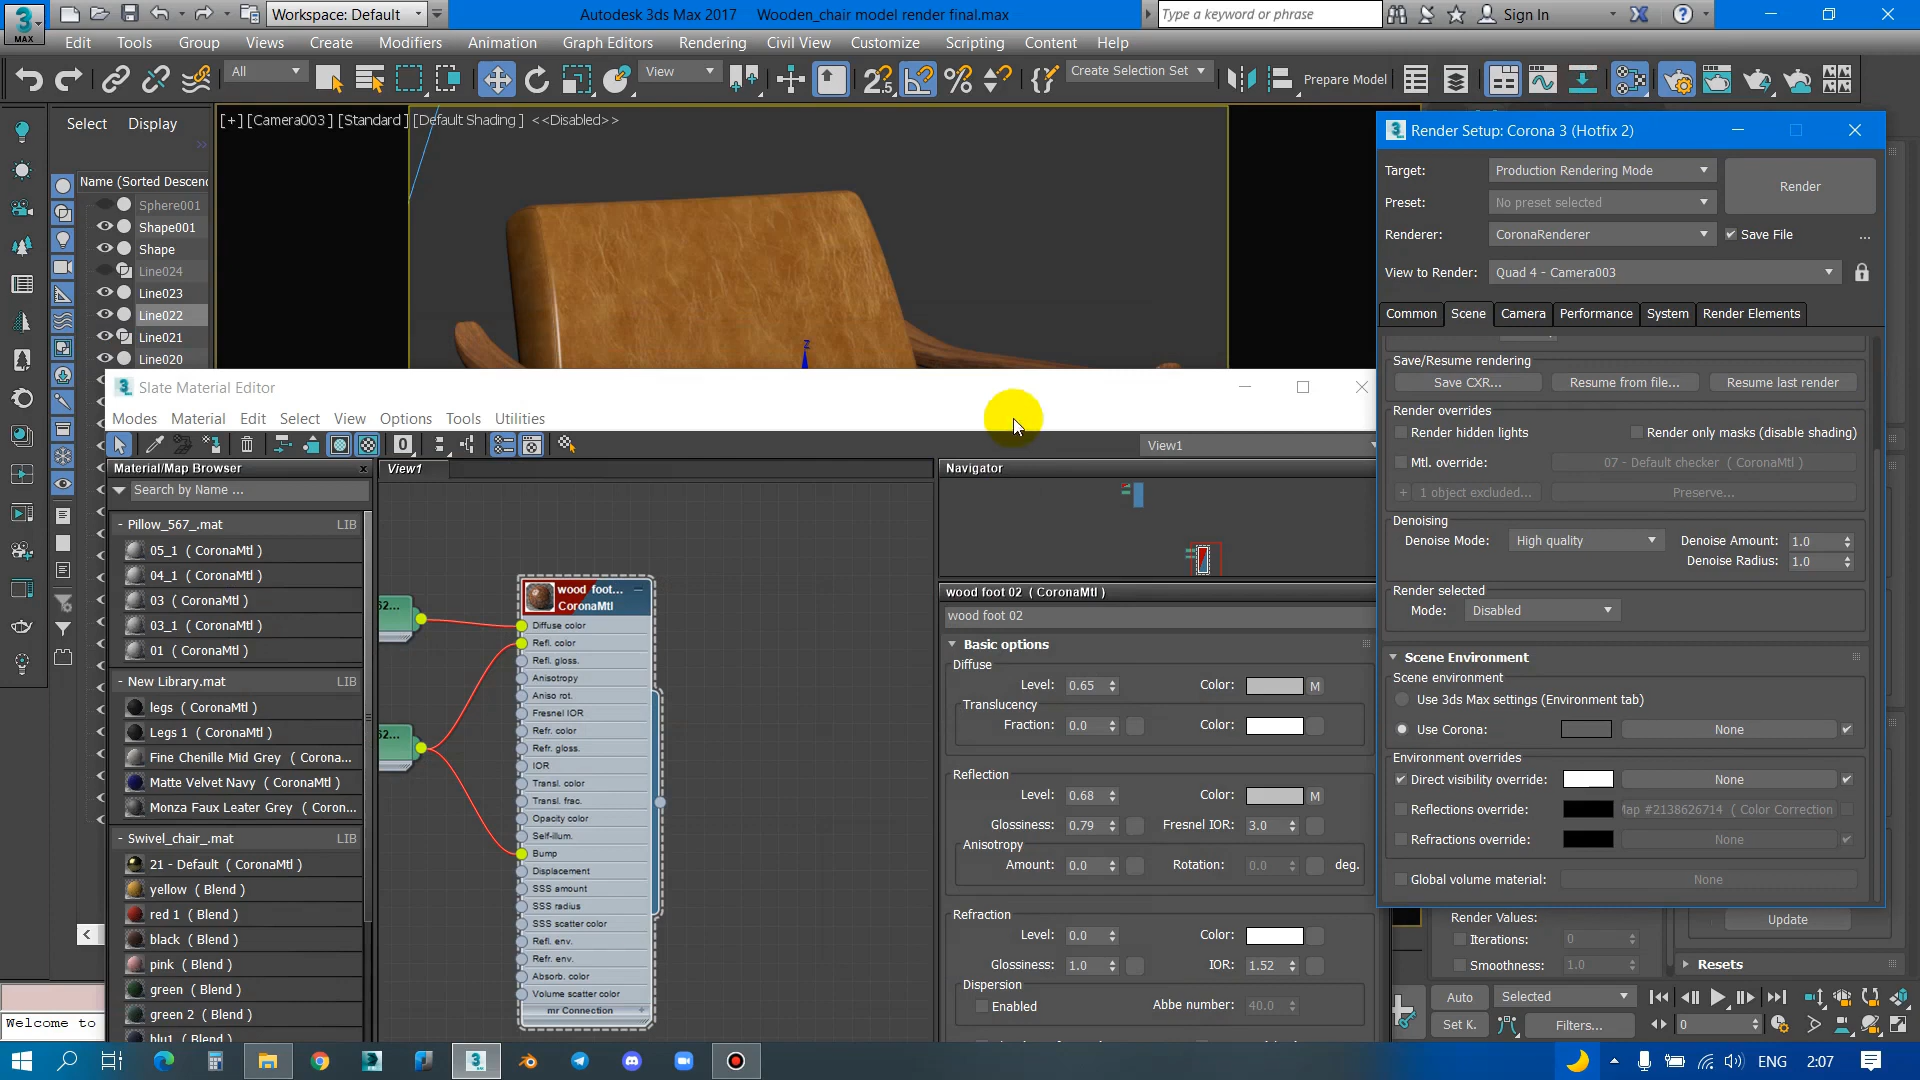 Workspace: Default
Autodesk 3ds Max 2017
Wooden_chair model render final.max
Type a keyword or phrase
Sign In
MAX
Edit
Tools
Group
Views
Create
Modifiers
Animation
Graph Editors
Rendering
Civil View
Customize
Scripting
Content
Help
All
View
Create Selection Set
Prepare Model
Select
Display
[+] [Camera003 ] [Standard ] [Default Shading ] <<Disabled>>
Name (Sorted Descend
Sphere001
Shape001
Shape
Line024
Line023
Line022
Line021
Line020
z
Render Setup: Corona 3 (Hotfix 2)
Target:
Production Rendering Mode
Render
Preset:
No preset selected
Renderer:
CoronaRenderer
Save File
...
View to Render:
Quad 4 - Camera003
Common
Scene
Camera
Performance
System
Render Elements
Save/Resume rendering
Save CXR...
Resume from file...
Resume last render
Render overrides
Render hidden lights
Render only masks (disable shading)
Mtl. override:
07 - Default checker ( CoronaMtl )
+
1 object excluded...
Preserve...
Denoising
Denoise Mode:
High quality
Denoise Amount:
1.0
Denoise Radius:
1.0
Render selected
Mode:
Disabled
Scene Environment
Scene environment
Use 3ds Max settings (Environment tab)
Use Corona:
None
Environment overrides
Direct visibility override:
None
Reflections override:
Map #2138626714 ( Color Correction
Refractions override:
None
Global volume material:
None
Slate Material Editor
Modes
Material
Edit
Select
View
Options
Tools
Utilities
0
View1
Material/Map Browser
x
View1
Navigator
Search by Name ...
- Pillow_567_.mat
LIB
05_1 ( CoronaMtl )
04_1 ( CoronaMtl )
03 ( CoronaMtl )
03_1 ( CoronaMtl )
01 ( CoronaMtl )
- New Library.mat
LIB
legs ( CoronaMtl )
Legs 1 ( CoronaMtl )
Fine Chenille Mid Grey ( Corona...
Matte Velvet Navy ( CoronaMtl )
Monza Faux Leater Grey ( Coron...
- Swivel_chair_.mat
LIB
21 - Default ( CoronaMtl )
yellow ( Blend )
red 1 ( Blend )
black ( Blend )
pink ( Blend )
green ( Blend )
green 2 ( Blend )
blu1 ( Blend )
52...
52...
wood foot...
CoronaMtl
Diffuse color
Refl. color
Refl. gloss.
Anisotropy
Aniso rot.
Fresnel IOR
Refr. color
Refr. gloss.
IOR
Transl. color
Transl. frac.
Opacity color
Self-illum.
Bump
Displacement
SSS amount
SSS radius
SSS scatter color
Refl. env.
Refr. env.
Absorb. color
Volume scatter color
mr Connection
+
wood foot 02 ( CoronaMtl )
wood foot 02
Basic options
Diffuse
Level:
0.65
Color:
M
Translucency
Fraction:
0.0
Color:
Reflection
Level:
0.68
Color:
M
Glossiness:
0.79
Fresnel IOR:
3.0
Anisotropy
Amount:
0.0
Rotation:
0.0
deg.
Refraction
Level:
0.0
Color:
Glossiness:
1.0
IOR:
1.52
Dispersion
Enabled
Abbe number:
40.0
Render Values:
Iterations:
0
Smoothness:
1.0
Update
Resets
Auto
Selected
Set K.
Filters...
0
Welcome to
ENG
2:07